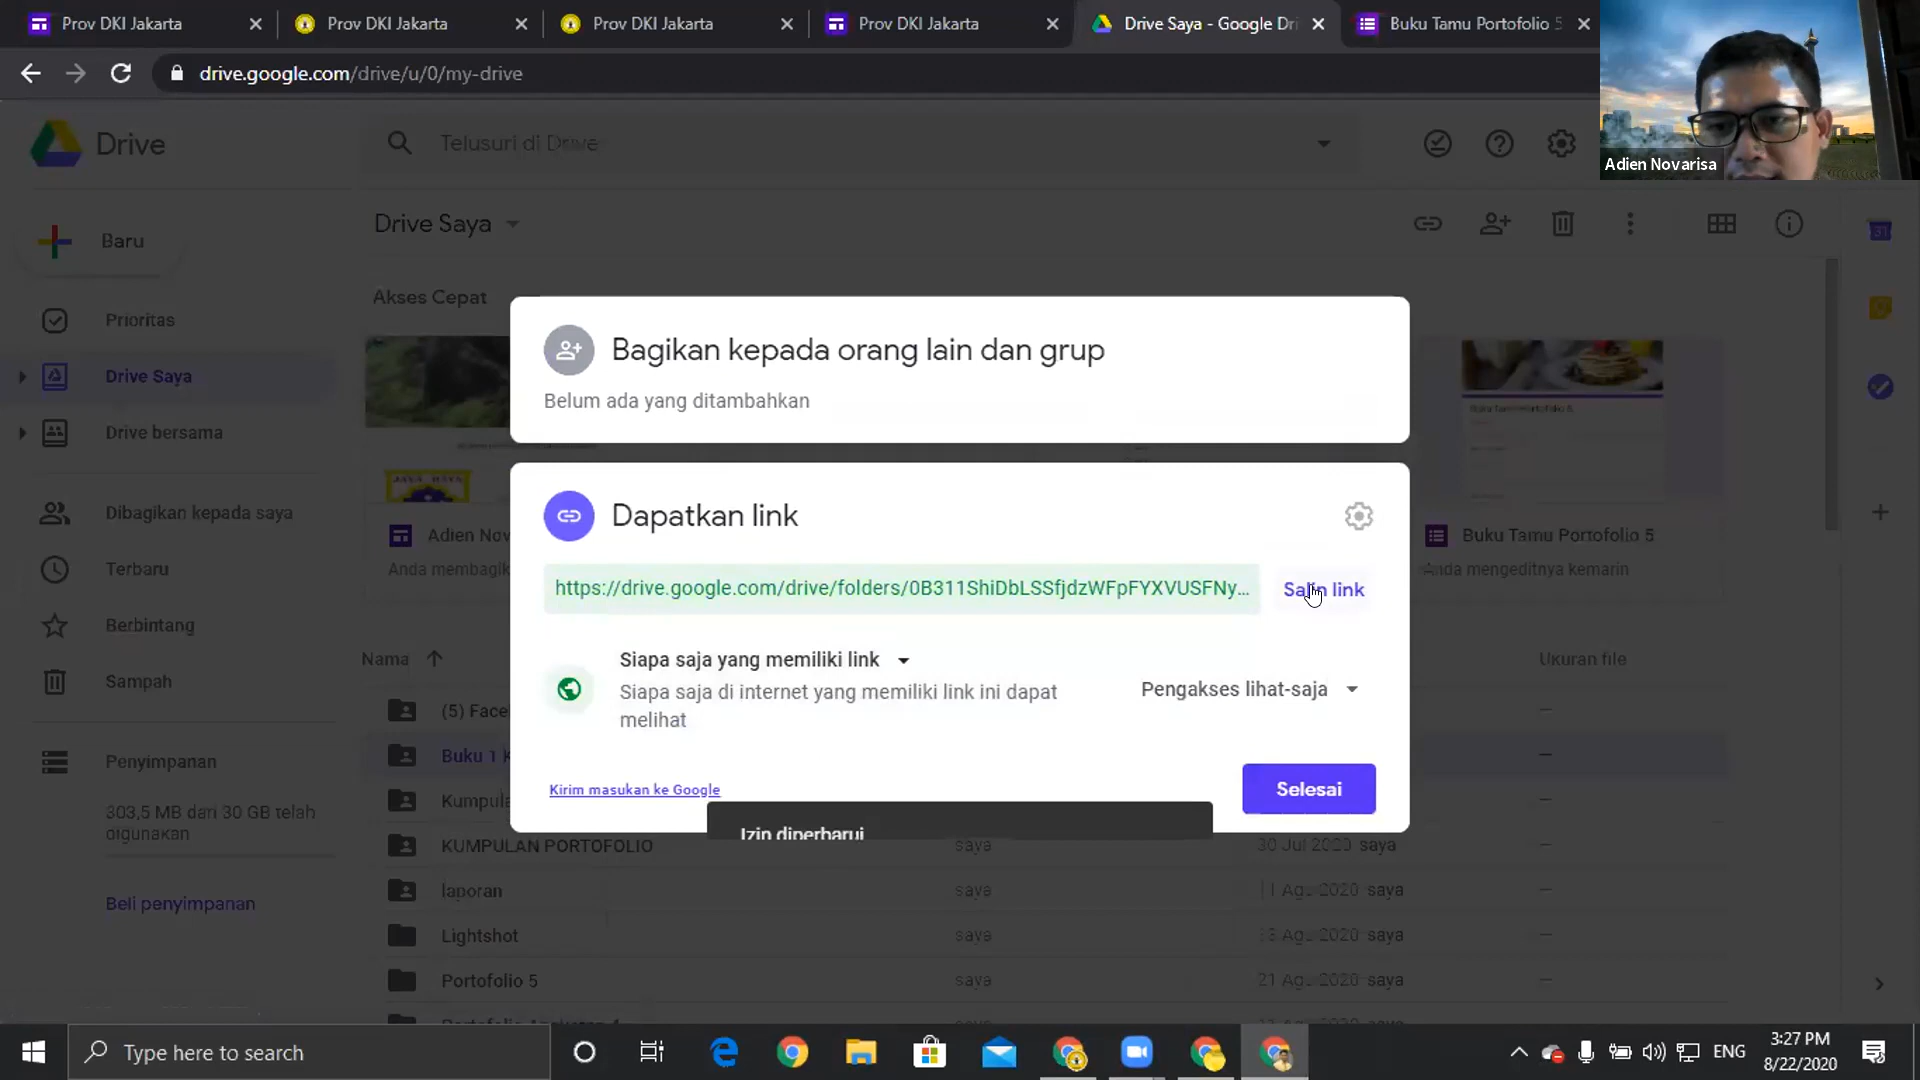 Prov DKI Jakarta
Prov DKI Jakarta
Prov DKI Jakarta
Prov DKI Jakarta
Drive Saya - Google Dri
Buku Tamu Portofolio 5
drive.google.com/drive/u/0/my-drive
Adien Novarisa
Drive
Telusuri di Drive
Baru
Drive Saya
Akses Cepat
Prioritas
Drive Saya
Drive bersama
Dibagikan kepada saya
Terbaru
Berbintang
Sampah
Penyimpanan
303,5 MB dari 30 GB telah
digunakan
Beli penyimpanan
Bagikan kepada orang lain dan grup
Belum ada yang ditambahkan
Dapatkan link
https://drive.google.com/drive/folders/0B311ShiDbLSSfjdzWFpFYXVUSFNy...
Salin link
Siapa saja yang memiliki link
Siapa saja di internet yang memiliki link ini dapat
melihat
Pengakses lihat-saja
Kirim masukan ke Google
Selesai
Izin diperbarui
Adien Nov
Anda membagik
Buku Tamu Portofolio 5
Anda mengeditnya kemarin
Nama
Ukuran file
(5) Face
Buku 1 K
Kumpula
KUMPULAN PORTOFOLIO saya 30 Jul 2020 saya
laporan saya 11 Agu 2020 saya
Lightshot saya Agu 2020 saya
Portofolio 5 saya 21 Agu 2020 saya
Type here to search
ENG
3:27 PM
8/22/2020